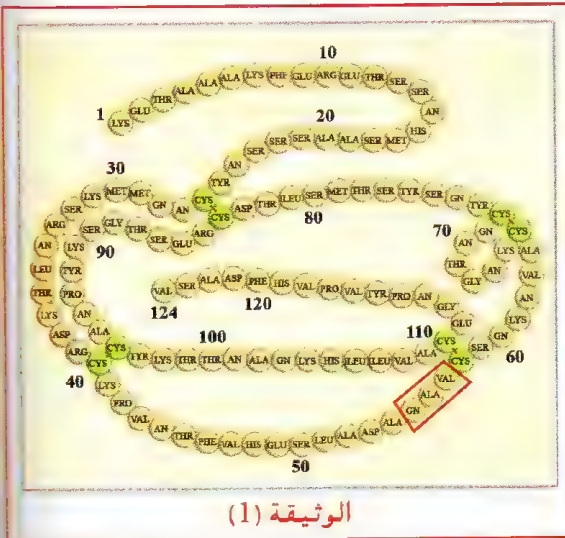 10
1 LYS GLU THR ALA ALA ALA LYS PHE GLU ARG GLU THR SER SER AN HIS
20
MET SER ALA ALA SER SER SER AN TYR CYS
30
AN GN MET MET LYS SER ARG AN LEU THR LYS ASP ARG CYS
40
LYS PRO VAL AN THR PHE VAL HIS GLU SER LEU ALA ASP ALA GN ALA VAL CYS
50
SER GN LYS AN VAL ALA CYS
60
LYS AN GLY THR AN GN CYS
70
TYR GN SER TYR SER THR MET SER ILEU THR ASP CYS
80
ARG GLU SER THR GLY SER LYS TYR PRO AN ALA CYS
90
TYR LYS THR THR AN ALA GN LYS HIS ILEU ILEU VAL ALA CYS
100
110
GLU GLY AN PRO TYR VAL PRO VAL HIS PHE ASP ALA SER VAL
120
124
الوثيقة (1)